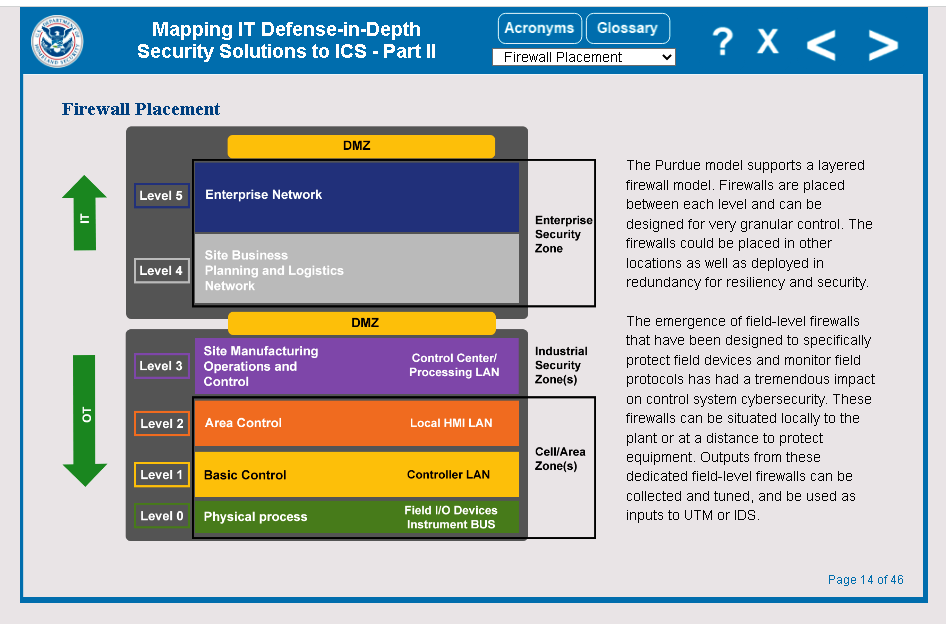 Mapping IT Defense-in-Depth
Security Solutions to ICS - Part II
Acronyms
Glossary
Firewall Placement
?
X
<
>
Firewall Placement
DMZ
IT
Level 5
Enterprise Network
Enterprise
Security
Zone
Level 4
Site Business
Planning and Logistics
Network
DMZ
OT
Level 3
Site Manufacturing
Operations and
Control
Control Center/
Processing LAN
Industrial
Security
Zone(s)
Level 2
Area Control
Local HMI LAN
Cell/Area
Zone(s)
Level 1
Basic Control
Controller LAN
Level 0
Physical process
Field I/O Devices
Instrument BUS
The Purdue model supports a layered
firewall model. Firewalls are placed
between each level and can be
designed for very granular control. The
firewalls could be placed in other
locations as well as deployed in
redundancy for resiliency and security.
The emergence of field-level firewalls
that have been designed to specifically
protect field devices and monitor field
protocols has had a tremendous impact
on control system cybersecurity. These
firewalls can be situated locally to the
plant or at a distance to protect
equipment. Outputs from these
dedicated field-level firewalls can be
collected and tuned, and be used as
inputs to UTM or IDS.
Page 14 of 46